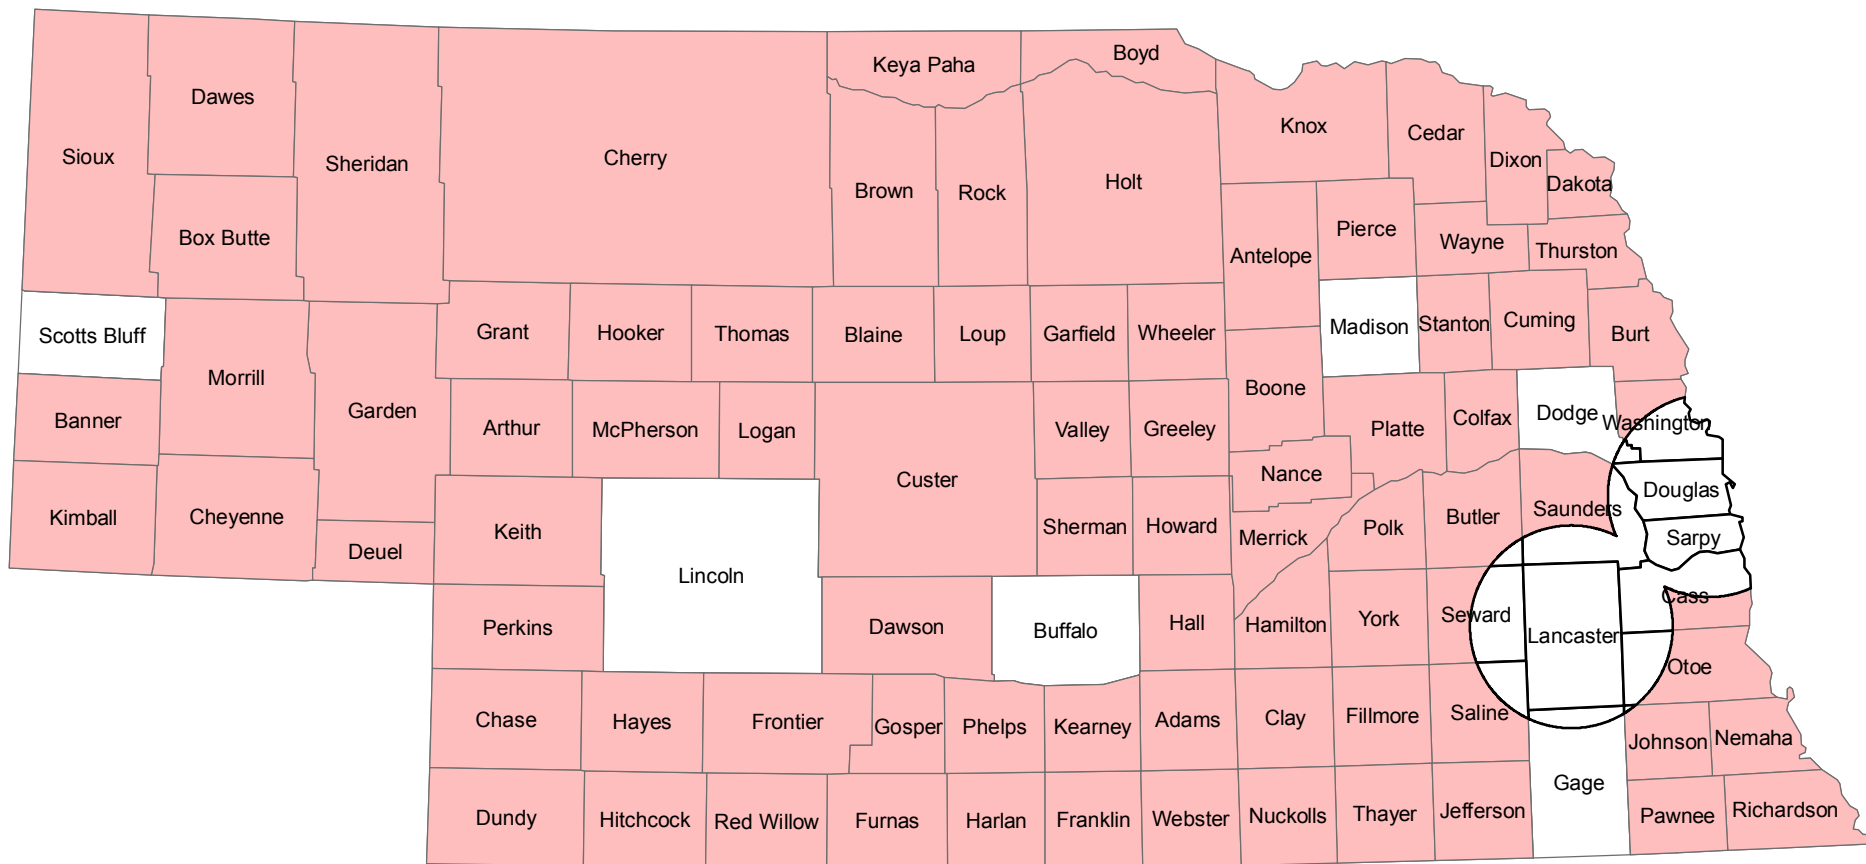 Boyd
Keya Paha
Dawes
Knox
Cedar
Sioux
Cherry
Sheridan
Dixon
Dakota
Holt
Brown
Rock
Pierce
Box Butte
Wayne
Thurston
Antelope
Scotts Bluff
Grant
Hooker
Thomas
Blaine
Loup
Garfield
Wheeler
Madison
Stanton
Cuming
Burt
Morrill
Boone
Garden
Dodge
Banner
Arthur
McPherson
Logan
Valley
Greeley
Platte
Colfax
Washington
Custer
Nance
Douglas
Kimball
Cheyenne
Keith
Sherman
Howard
Merrick
Polk
Butler
Saunders
Sarpy
Deuel
Lincoln
Cass
Perkins
Dawson
Buffalo
Hall
Hamilton
York
Seward
Lancaster
Otoe
Chase
Hayes
Frontier
Gosper
Phelps
Kearney
Adams
Clay
Fillmore
Saline
Johnson
Nemaha
Gage
Dundy
Hitchcock
Red Willow
Furnas
Harlan
Franklin
Webster
Nuckolls
Thayer
Jefferson
Pawnee
Richardson